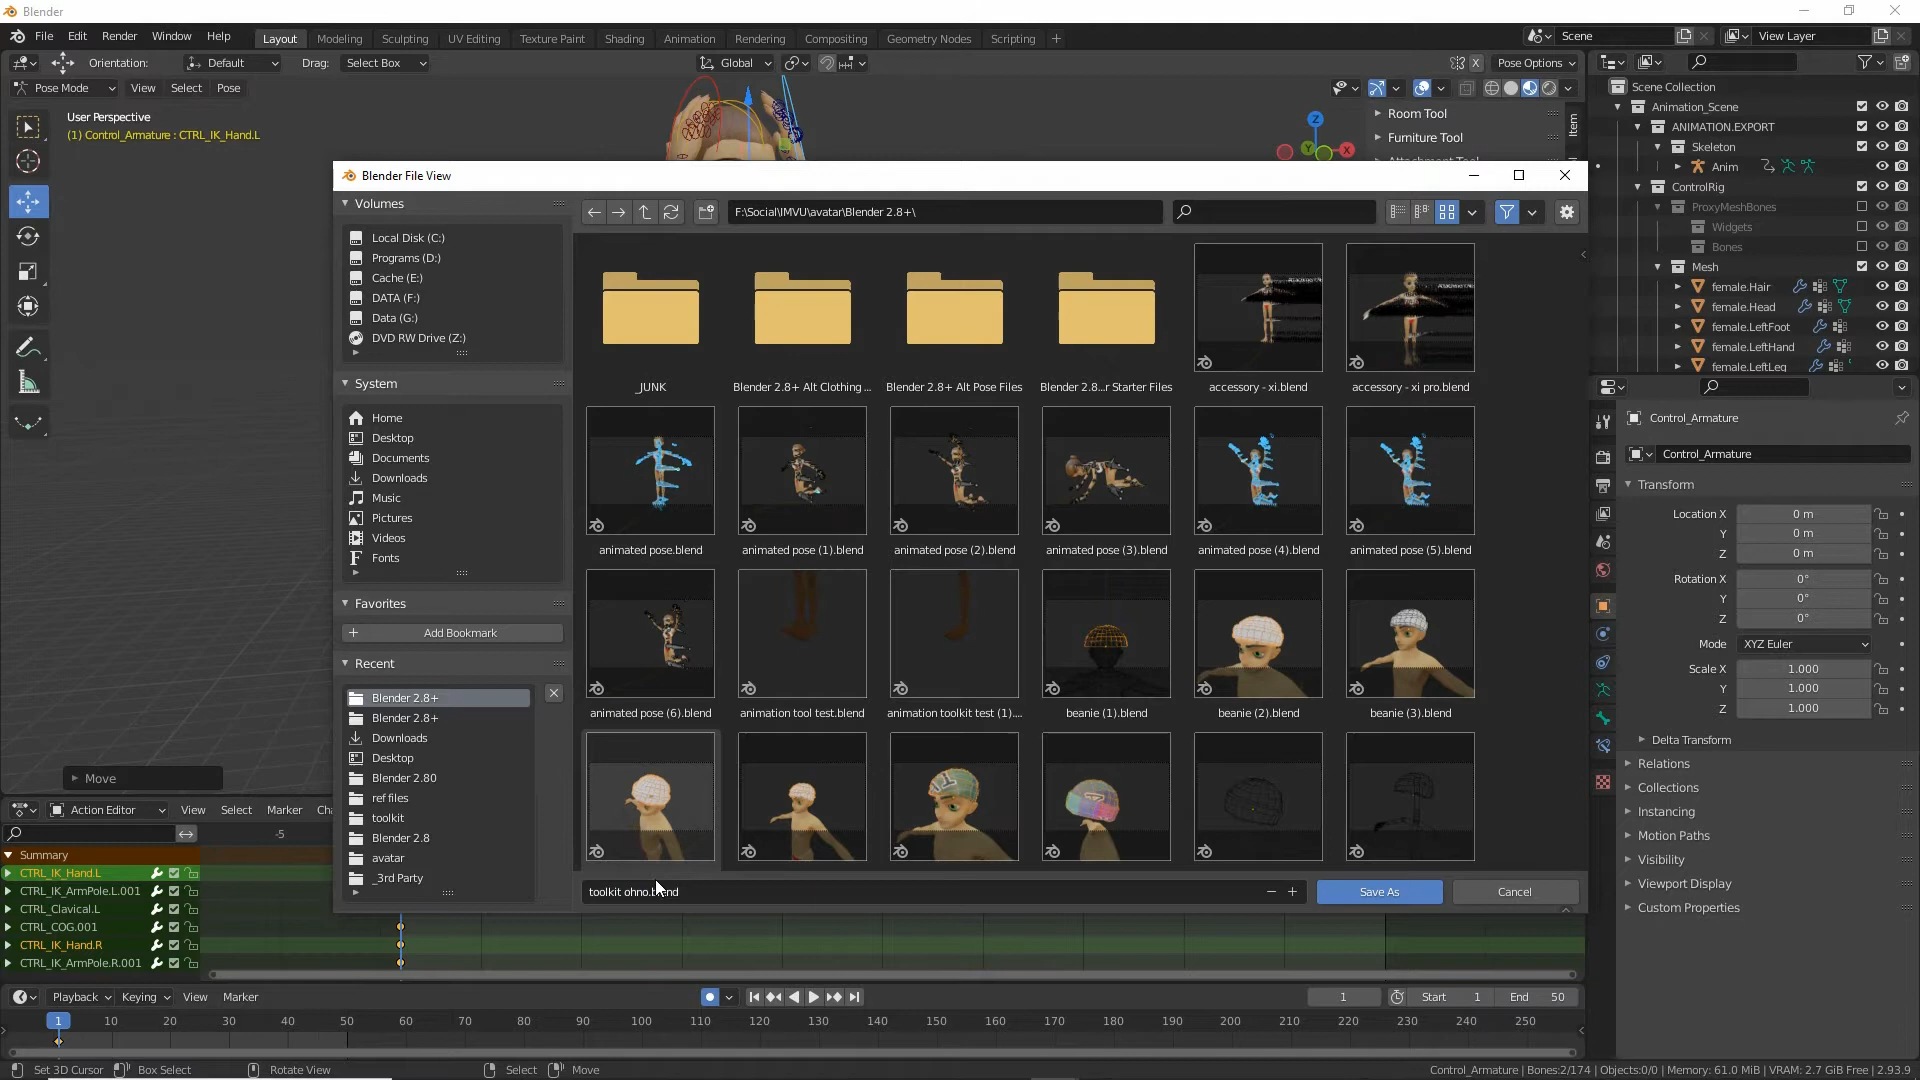 Blender
File Edit Render Window Help
Layout Modeling Sculpting UV Editing Texture Paint Shading Animation Rendering Compositing Geometry Nodes Scripting +
Scene
View Layer
Orientation: Default Drag: Select Box
Global
X Pose Options
Pose Mode View Select Pose
User Perspective
(1) Control_Armature : CTRL_IK_Hand.L
Z
Y
X
Room Tool
Furniture Tool
Item
Scene Collection
Animation_Scene
ANIMATION.EXPORT
Skeleton
Anim
ControlRig
ProxyMeshBones
Widgets
Bones
Mesh
female.Hair
female.Head
female.LeftFoot
female.LeftHand
female.LeftLeg
Blender File View
Volumes
Local Disk (C:)
Programs (D:)
Cache (E:)
DATA (F:)
Data (G:)
DVD RW Drive (Z:)
System
Home
Desktop
Documents
Downloads
Music
Pictures
Videos
Fonts
Favorites
Add Bookmark
Recent
Blender 2.8+
Blender 2.8+
Downloads
Desktop
Blender 2.80
ref files
toolkit
Blender 2.8
avatar
_3rd Party
F:\Social\IMVU\avatar\Blender 2.8+\
_JUNK
Blender 2.8+ Alt Clothing ...
Blender 2.8+ Alt Pose Files
Blender 2.8...r Starter Files
accessory - xi.blend
accessory - xi pro.blend
animated pose.blend
animated pose (1).blend
animated pose (2).blend
animated pose (3).blend
animated pose (4).blend
animated pose (5).blend
animated pose (6).blend
animation tool test.blend
animation toolkit test (1)....
beanie (1).blend
beanie (2).blend
beanie (3).blend
toolkit ohno.blend
Save As
Cancel
Control_Armature
Control_Armature
Transform
Location X 0 m
Y 0 m
Z 0 m
Rotation X 0°
Y 0°
Z 0°
Mode XYZ Euler
Scale X 1.000
Y 1.000
Z 1.000
Delta Transform
Relations
Collections
Instancing
Motion Paths
Visibility
Viewport Display
Custom Properties
Move
Action Editor View Select Marker
-5
Summary
CTRL_IK_Hand.L
CTRL_IK_ArmPole.L.001
CTRL_Clavical.L
CTRL_COG.001
CTRL_IK_Hand.R
CTRL_IK_ArmPole.R.001
Playback Keying View Marker
1 Start 1 End 50
1 10 20 30 40 50 60 70 80 90 100 110 120 130 140 150 160 170 180 190 200 210 220 230 240 250
Set 3D Cursor Box Select Rotate View Select Move
Control_Armature | Bones:2/174 | Objects:0/0 | Memory: 61.0 MiB | VRAM: 2.7 GiB Free | 2.93.9